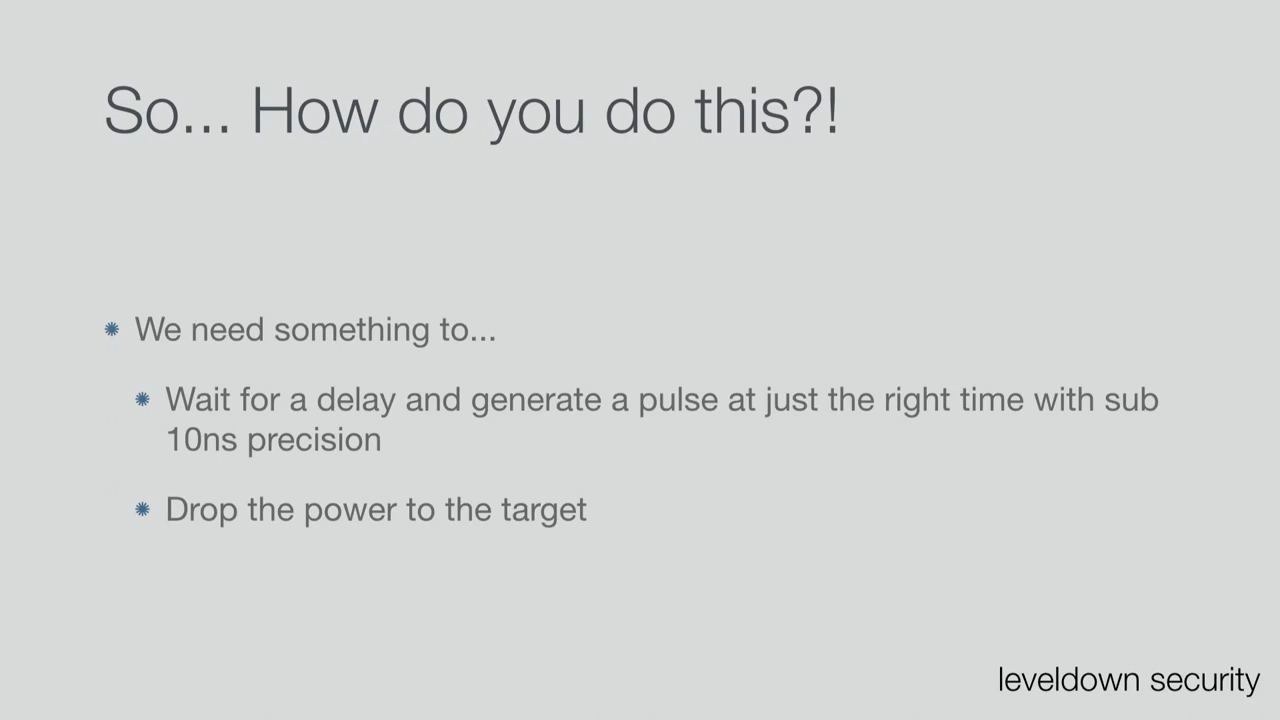 So... How do you do this?!
We need something to...
Wait for a delay and generate a pulse at just the right time with sub
10ns precision
Drop the power to the target
leveldown security